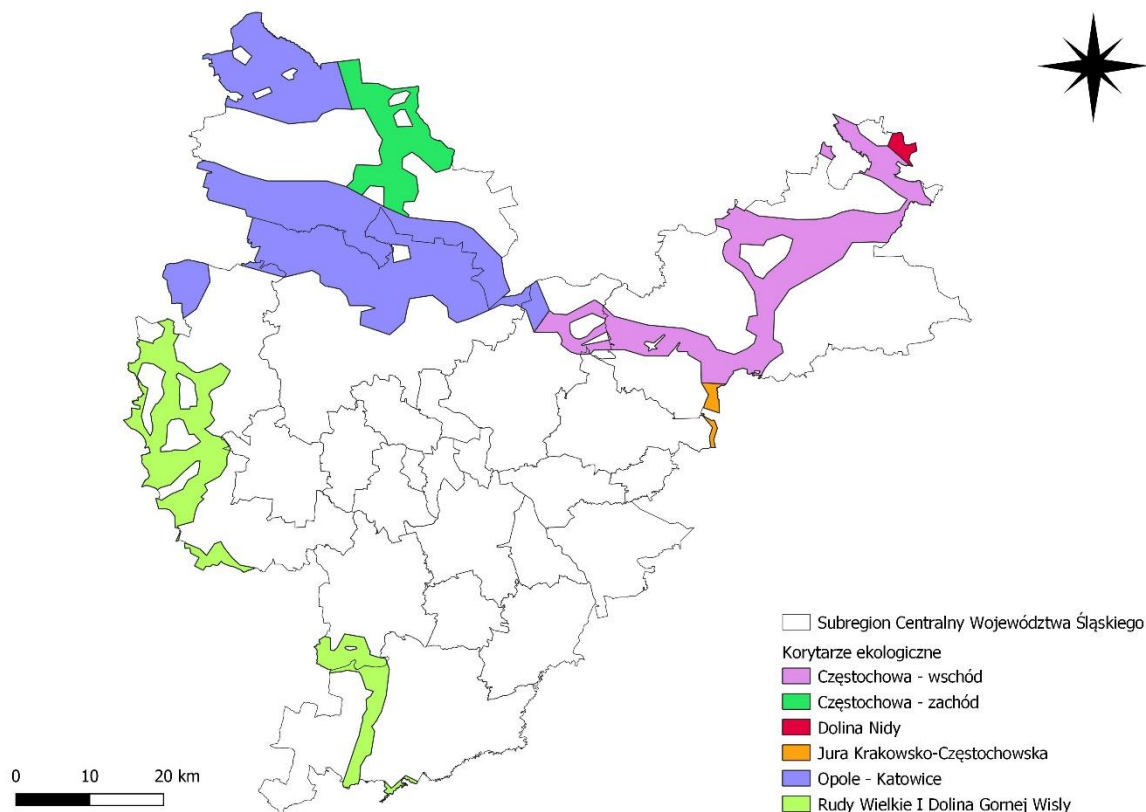 Subregion Centralny Województwa Śląskiego
Korytarze ekologiczne
Częstochowa - wschód
Częstochowa - zachód
Dolina Nidy
Jura Krakowsko-Częstochowska
Opole - Katowice
Rudy Wielkie I Dolina Gornej Wisly
0 10 20 km